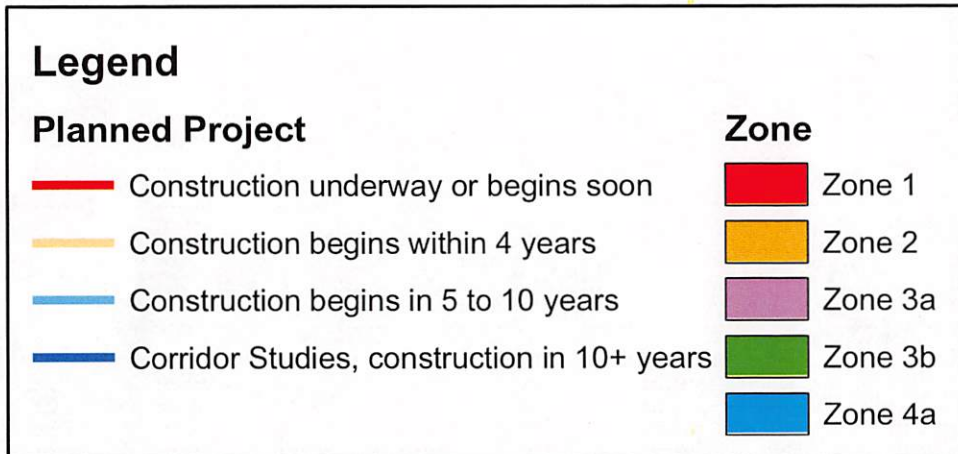 Legend
Planned Project
Construction underway or begins soon
Construction begins within 4 years
Construction begins in 5 to 10 years
Corridor Studies, construction in 10+ years
Zone
Zone 1
Zone 2
Zone 3a
Zone 3b
Zone 4a